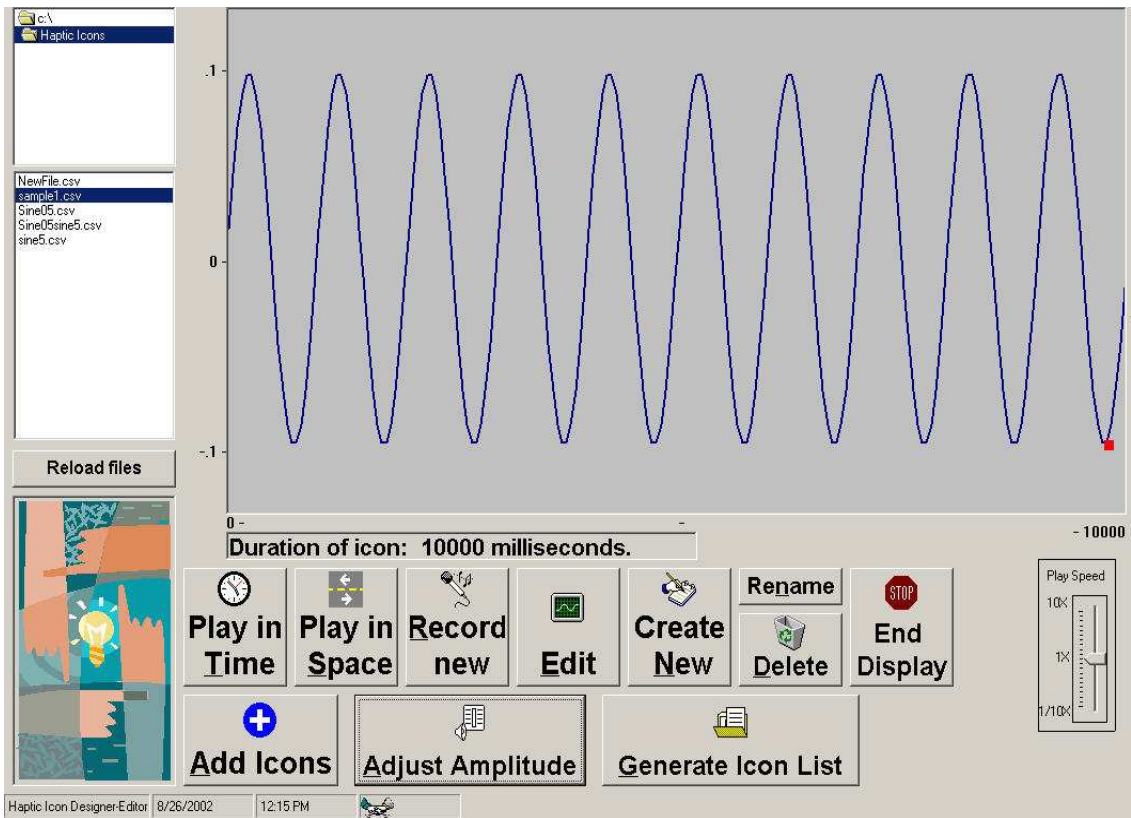 c:\
Haptic Icons
NewFile.csv
sample1.csv
Sine05.csv
Sine05sine5.csv
sine5.csv
Reload files
.1 -
0 -
-.1 -
0 -
-
- 10000
Duration of icon: 10000 milliseconds.
Play in
Time
Play in
Space
Record
new
Edit
Create
New
Rename
Delete
STOP
End
Display
Play Speed
10X
1X
1/10X
Add Icons
Adjust Amplitude
Generate Icon List
Haptic Icon Designer-Editor
8/26/2002
12:15 PM